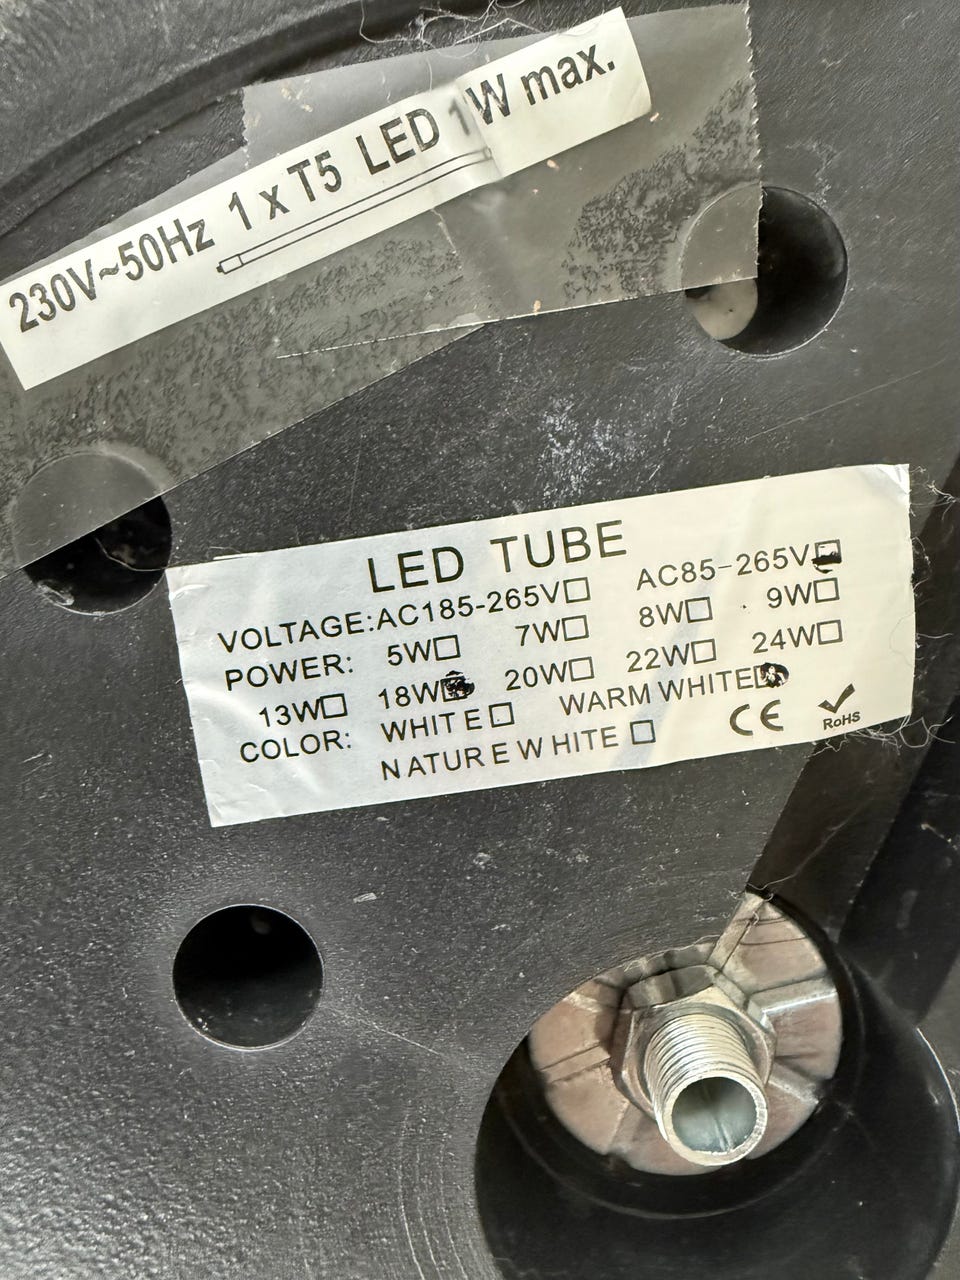 230V~50Hz 1 x T5 LED 1W max.
LED TUBE
VOLTAGE:AC185-265V☐ AC85-265V☒
POWER: 5W☐ 7W☐ 8W☐ 9W☐
13W☐ 18W☒ 20W☐ 22W☐ 24W☐
COLOR: WHITE☐ WARM WHITE☒
NATURE WHITE ☐ CE RoHS